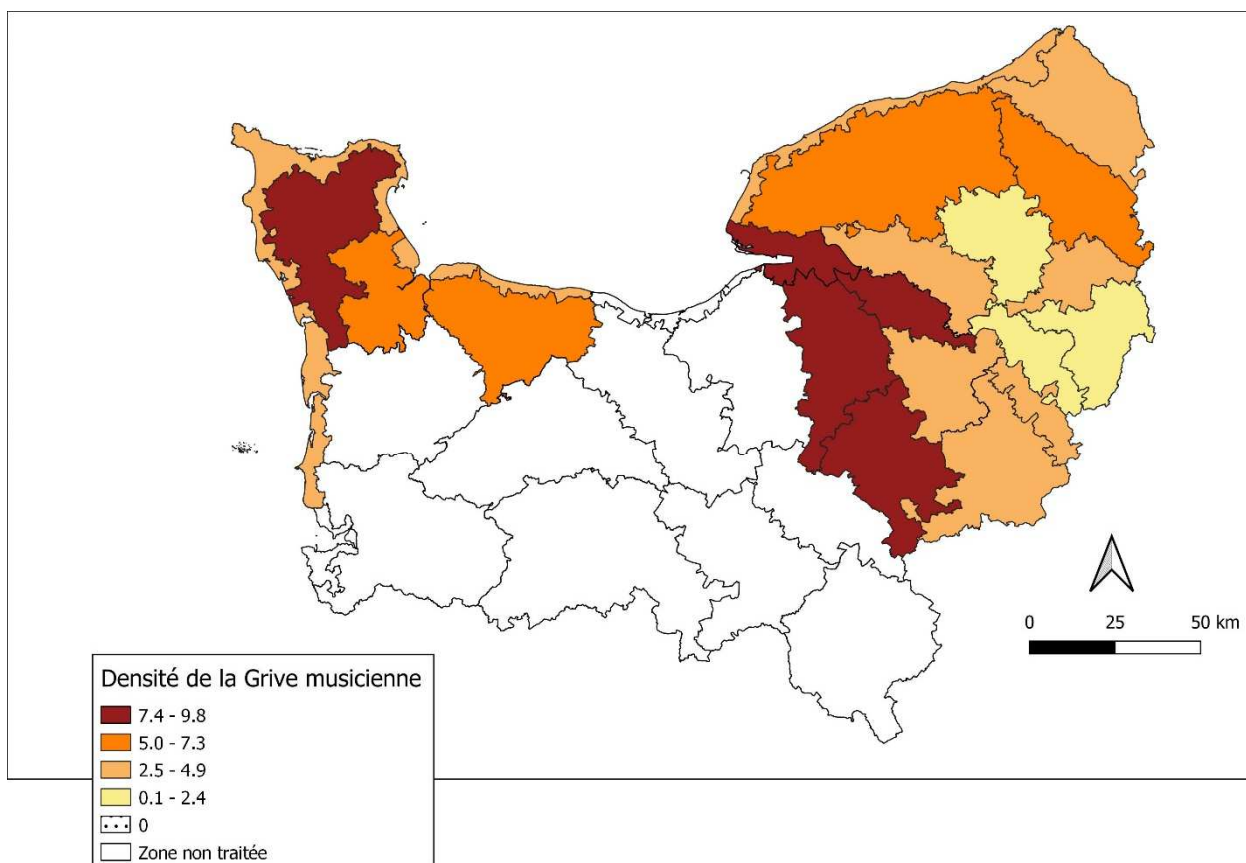 0 25 50 km
Densité de la Grive musicienne
7.4 - 9.8
5.0 - 7.3
2.5 - 4.9
0.1 - 2.4
0
Zone non traitée